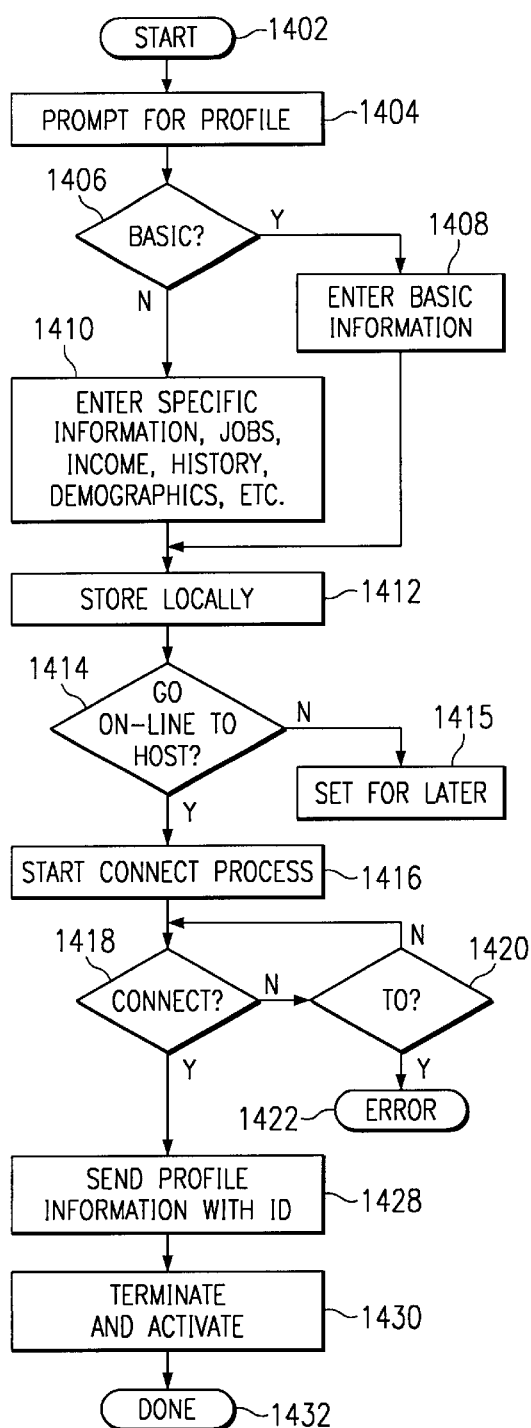 START
1402
PROMPT FOR PROFILE
1404
1406
BASIC?
Y
N
1408
ENTER BASIC
INFORMATION
1410
ENTER SPECIFIC
INFORMATION, JOBS,
INCOME, HISTORY,
DEMOGRAPHICS, ETC.
STORE LOCALLY
1412
1414
GO
ON-LINE TO
HOST?
N
Y
1415
SET FOR LATER
START CONNECT PROCESS
1416
1418
CONNECT?
N
Y
N
1420
TO?
Y
1422
ERROR
SEND PROFILE
INFORMATION WITH ID
1428
TERMINATE
AND ACTIVATE
1430
DONE
1432